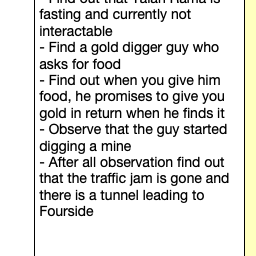 - Find out that Talah Rama is
fasting and currently not
interactable
- Find a gold digger guy who
asks for food
- Find out when you give him
food, he promises to give you
gold in return when he finds it
- Observe that the guy started
digging a mine
- After all observation find out
that the traffic jam is gone and
there is a tunnel leading to
Fourside